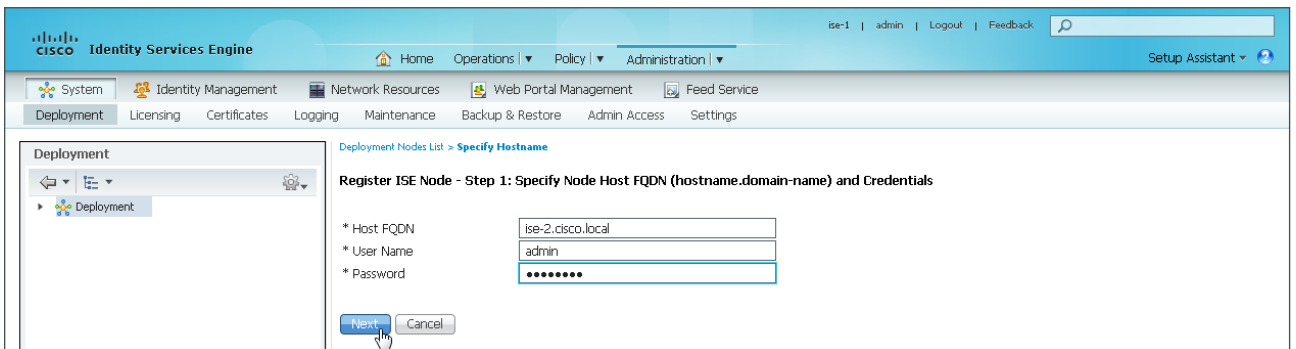 ise-1 | admin | Logout | Feedback
CISCO Identity Services Engine
Home Operations | Policy | Administration | Setup Assistant
System Identity Management Network Resources Web Portal Management Feed Service
Deployment Licensing Certificates Logging Maintenance Backup & Restore Admin Access Settings
Deployment
Deployment
Deployment Nodes List > Specify Hostname
Register ISE Node - Step 1: Specify Node Host FQDN (hostname.domain-name) and Credentials
* Host FQDN ise-2.cisco.local
* User Name admin
* Password ••••••••
Next Cancel